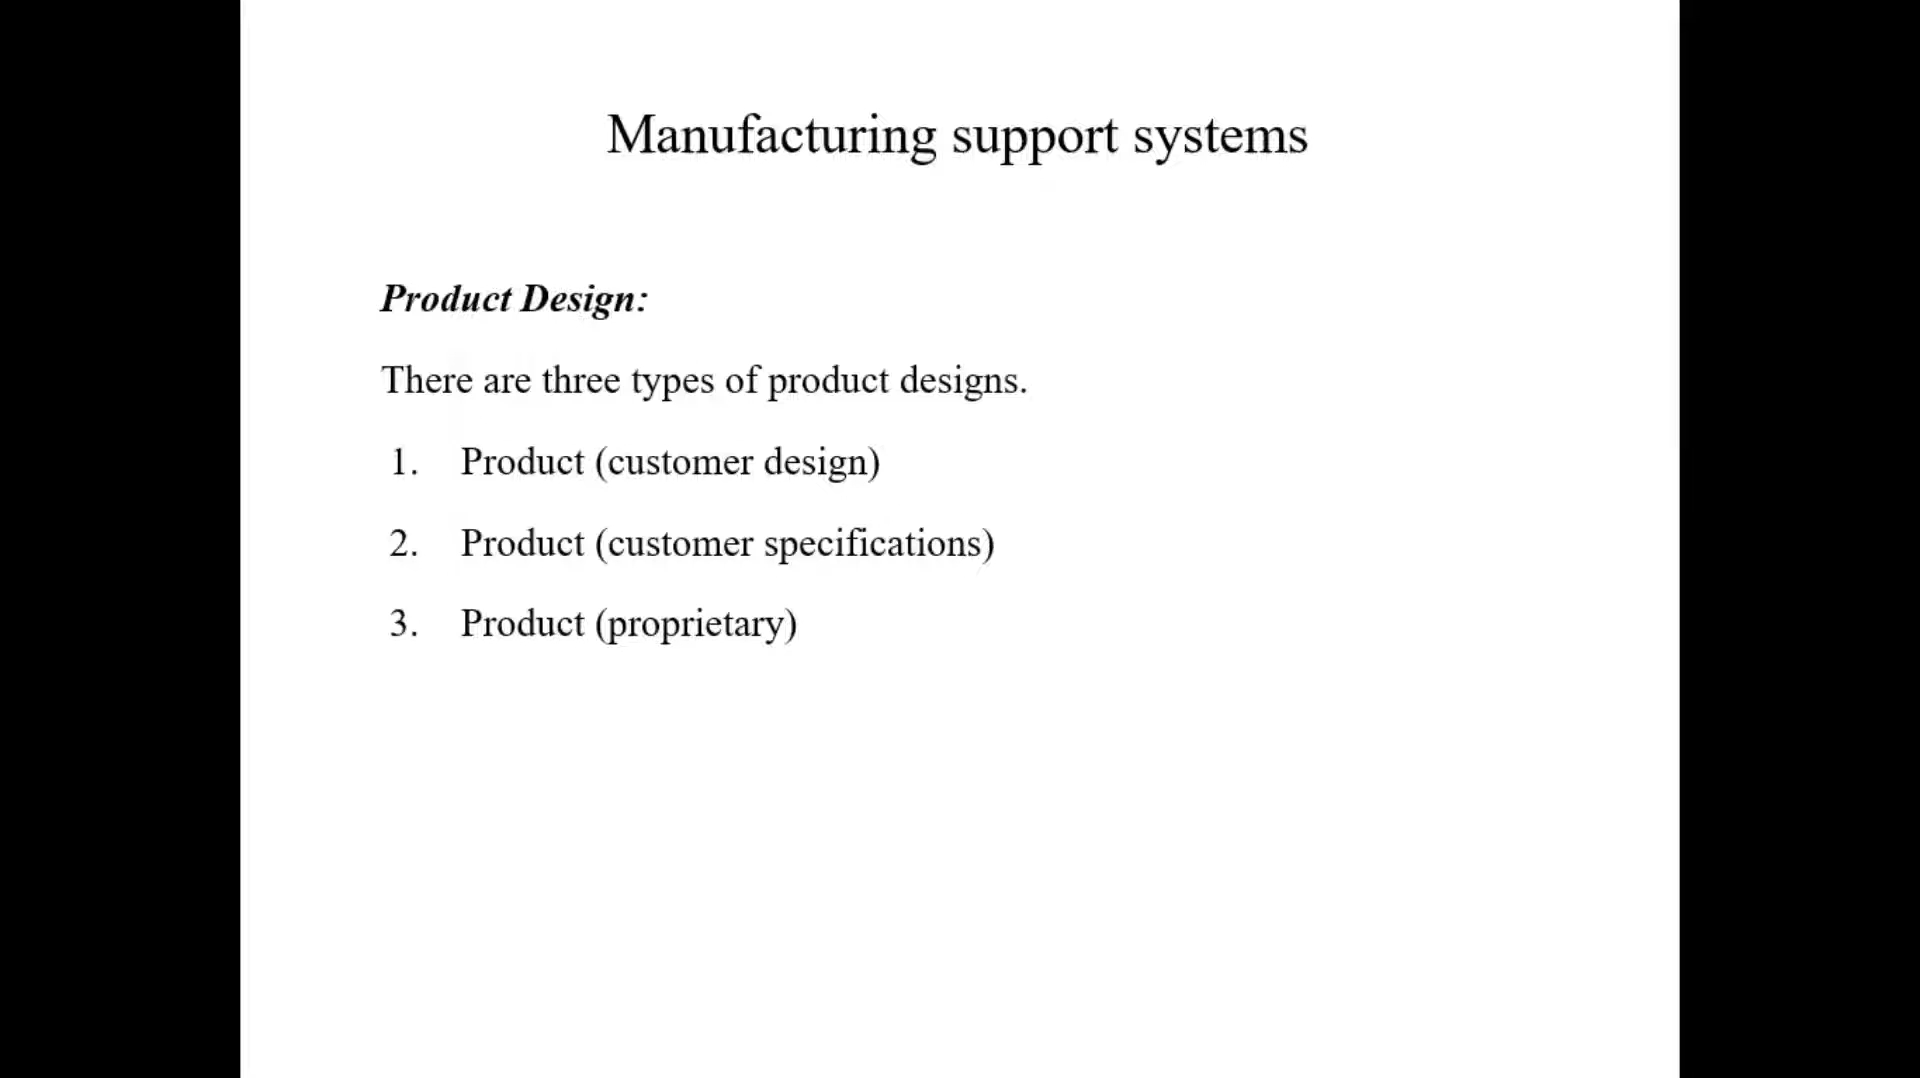 Manufacturing support systems
Product Design:
There are three types of product designs.
1. Product (customer design)
2. Product (customer specifications)
3. Product (proprietary)